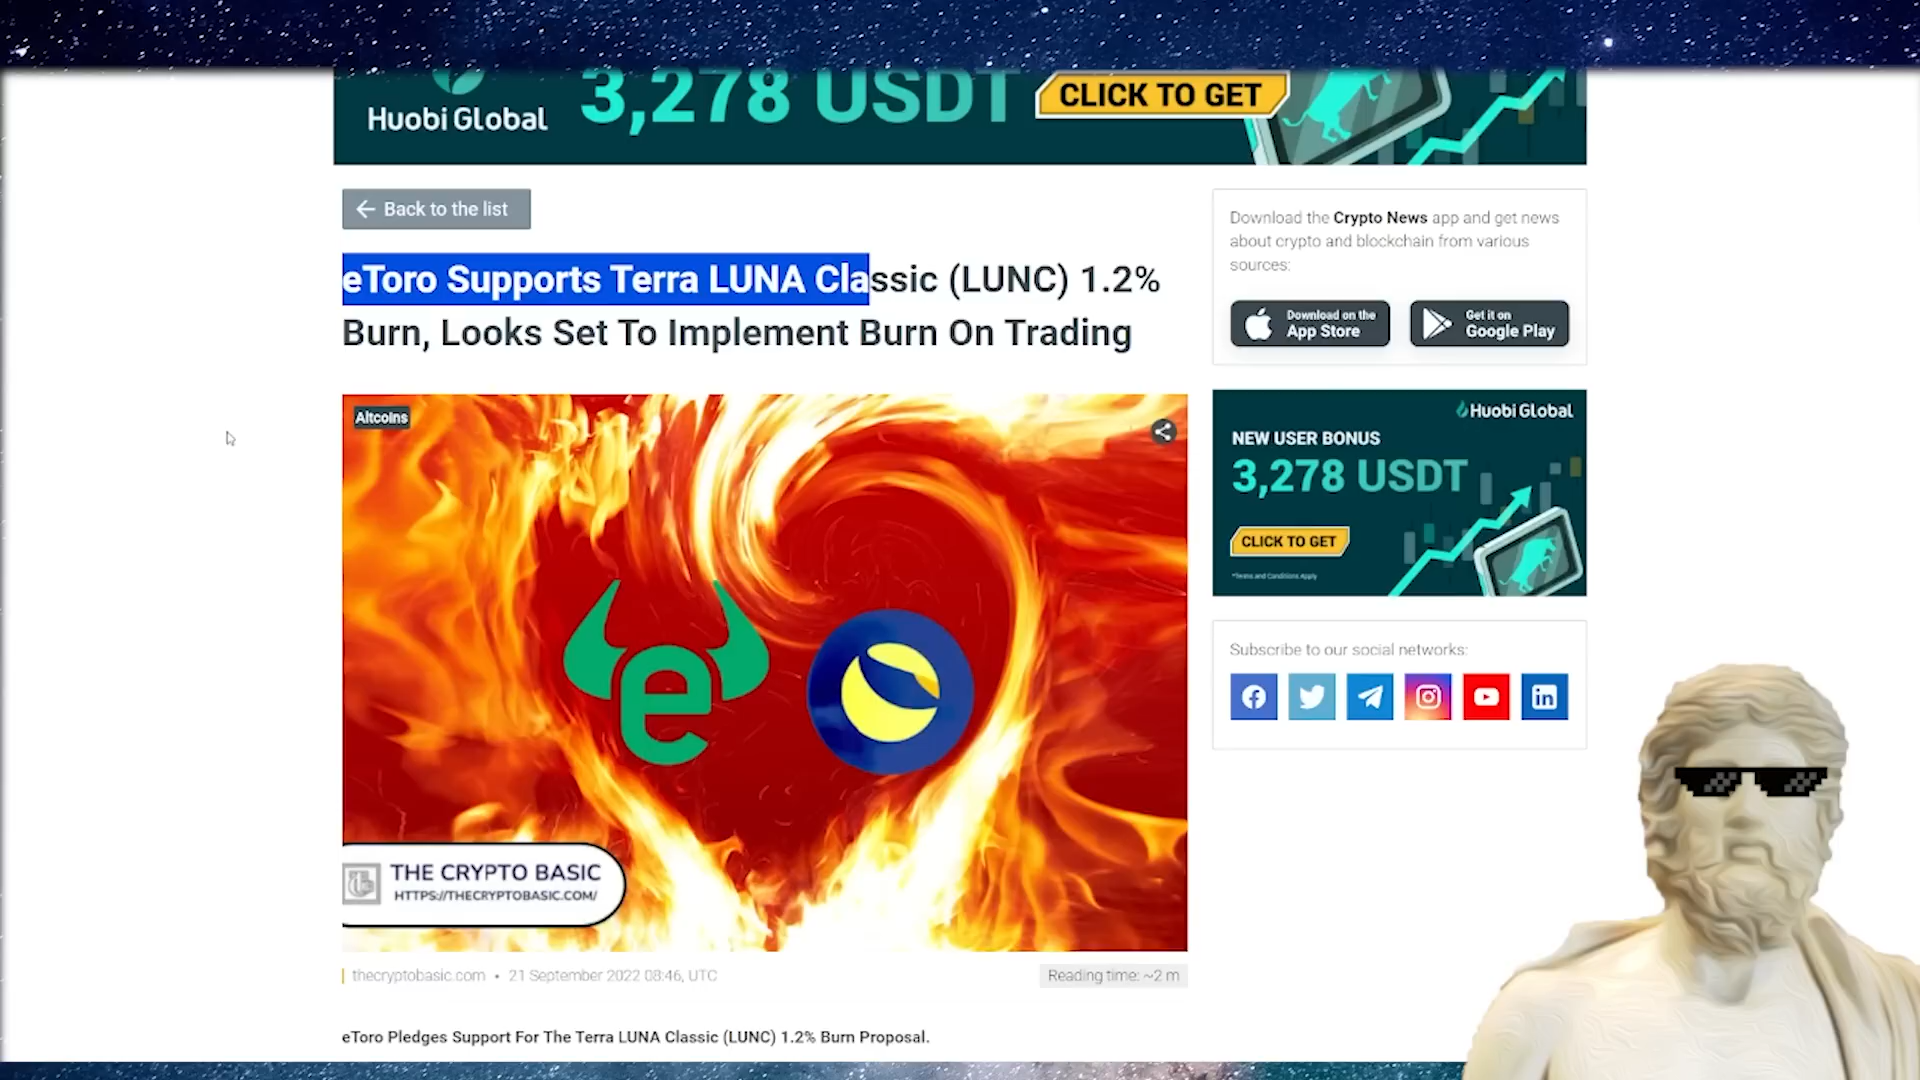 Huobi Global
3,278 USDT
CLICK TO GET
Back to the list
eToro Supports Terra LUNA Classic (LUNC) 1.2%
Burn, Looks Set To Implement Burn On Trading
Altcoins
THE CRYPTO BASIC
HTTPS://THECRYPTOBASIC.COM/
thecryptobasic.com • 21 September 2022 08:46, UTC
Reading time: ~2 m
eToro Pledges Support For The Terra LUNA Classic (LUNC) 1.2% Burn Proposal.
Download the Crypto News app and get news
about crypto and blockchain from various
sources:
Download on the
App Store
Get it on
Google Play
Huobi Global
NEW USER BONUS
3,278 USDT
CLICK TO GET
*Terms and Conditions Apply
Subscribe to our social networks: